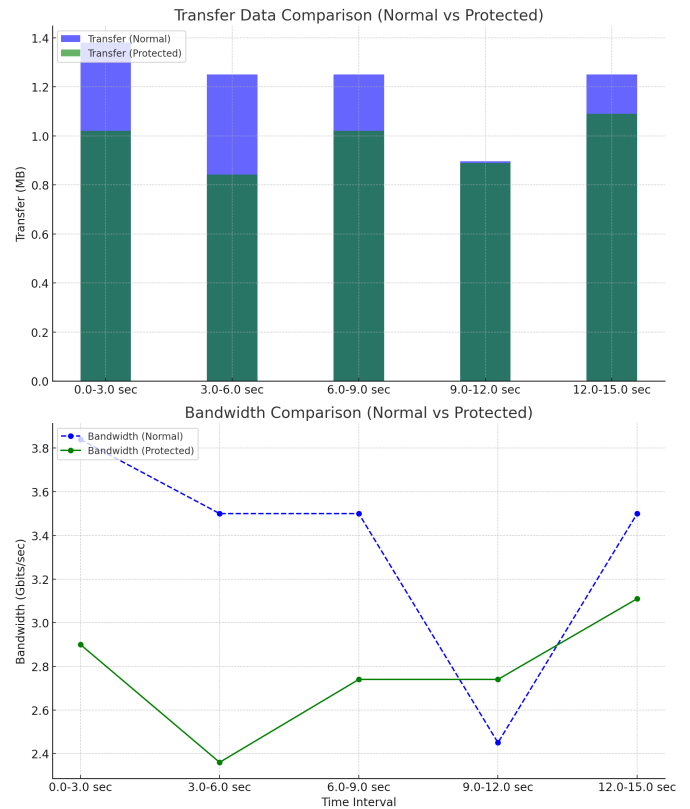 Transfer Data Comparison (Normal vs Protected)
1.4
Transfer (Normal)
Transfer (Protected)
1.2
1.0
0.8
0.6
0.4
0.2
0.0
Transfer (MB)
0.0-3.0 sec 3.0-6.0 sec 6.0-9.0 sec 9.0-12.0 sec 12.0-15.0 sec
Bandwidth Comparison (Normal vs Protected)
Bandwidth (Normal)
Bandwidth (Protected)
3.8
3.6
3.4
3.2
3.0
2.8
2.6
2.4
Bandwidth (Gbits/sec)
0.0-3.0 sec 3.0-6.0 sec 6.0-9.0 sec 9.0-12.0 sec 12.0-15.0 sec
Time Interval